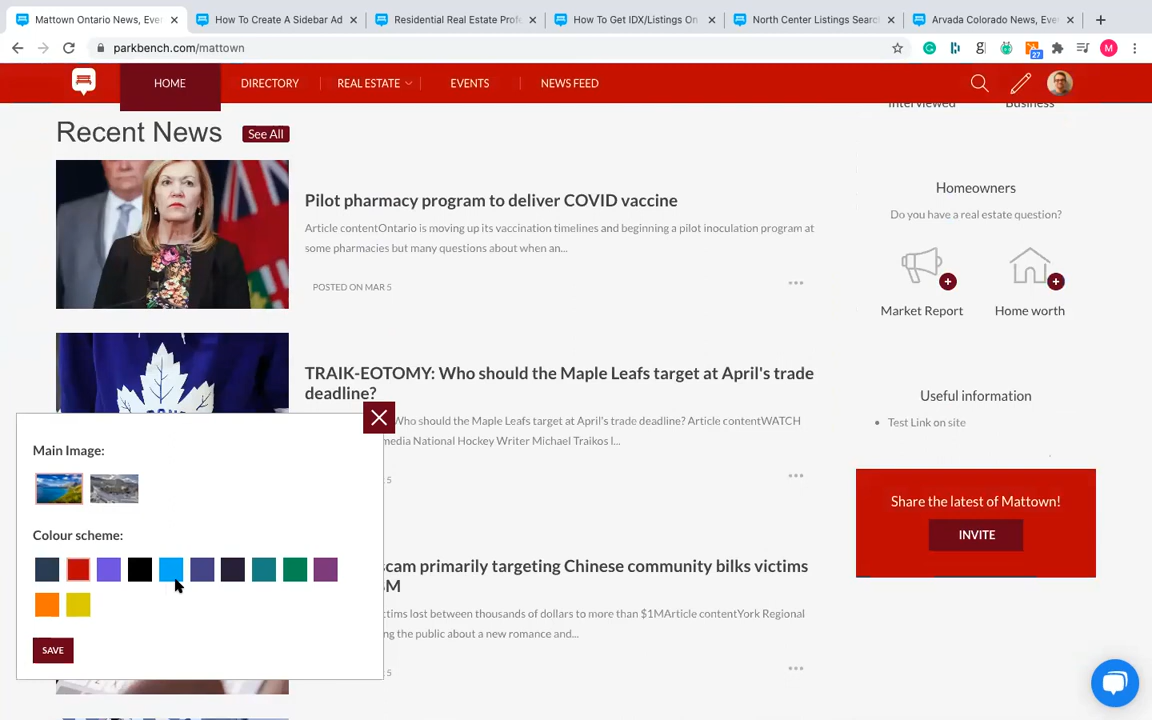 Mattown Ontario News, Eve
How To Create A Sidebar Ad
Residential Real Estate Profe
How To Get IDX/Listings On
North Center Listings Searc
Arvada Colorado News, Eve
parkbench.com/mattown
27
M
HOME
DIRECTORY
REAL ESTATE
EVENTS
NEWS FEED
Interviewed
Business
Recent News
See All
Pilot pharmacy program to deliver COVID vaccine
Article contentOntario is moving up its vaccination timelines and beginning a pilot inoculation program at
some pharmacies but many questions about when an...
POSTED ON MAR 5
Homeowners
Do you have a real estate question?
Market Report
Home worth
TRAIK-EOTOMY: Who should the Maple Leafs target at April's trade
deadline?
Who should the Maple Leafs target at April's trade deadline? Article contentWATCH
media National Hockey Writer Michael Traikos l...
5
Useful information
Test Link on site
Share the latest of Mattown!
INVITE
Main Image:
Colour scheme:
SAVE
scam primarily targeting Chinese community bilks victims
M
ctims lost between thousands of dollars to more than $1MArticle contentYork Regional
ng the public about a new romance and...
5